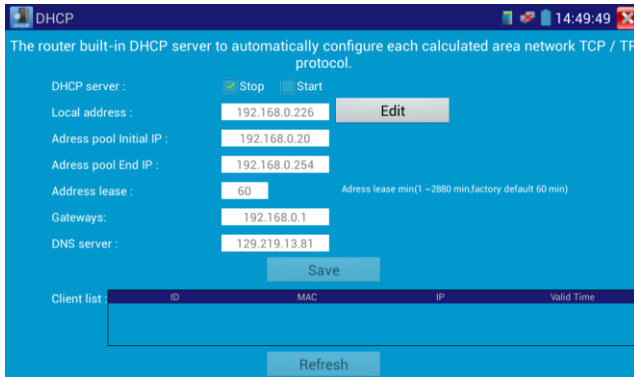 DHCP 14:49:49
The router built-in DHCP server to automatically configure each calculated area network TCP / TP
protocol.
DHCP server : Stop Start
Local address : 192.168.0.226 Edit
Adress pool Initial IP : 192.168.0.20
Adress pool End IP : 192.168.0.254
Address lease : 60 Adress lease min(1 ~2880 min,factory default 60 min)
Gateways: 192.168.0.1
DNS server : 129.219.13.81
Save
Client list : ID MAC IP Valid Time
Refresh